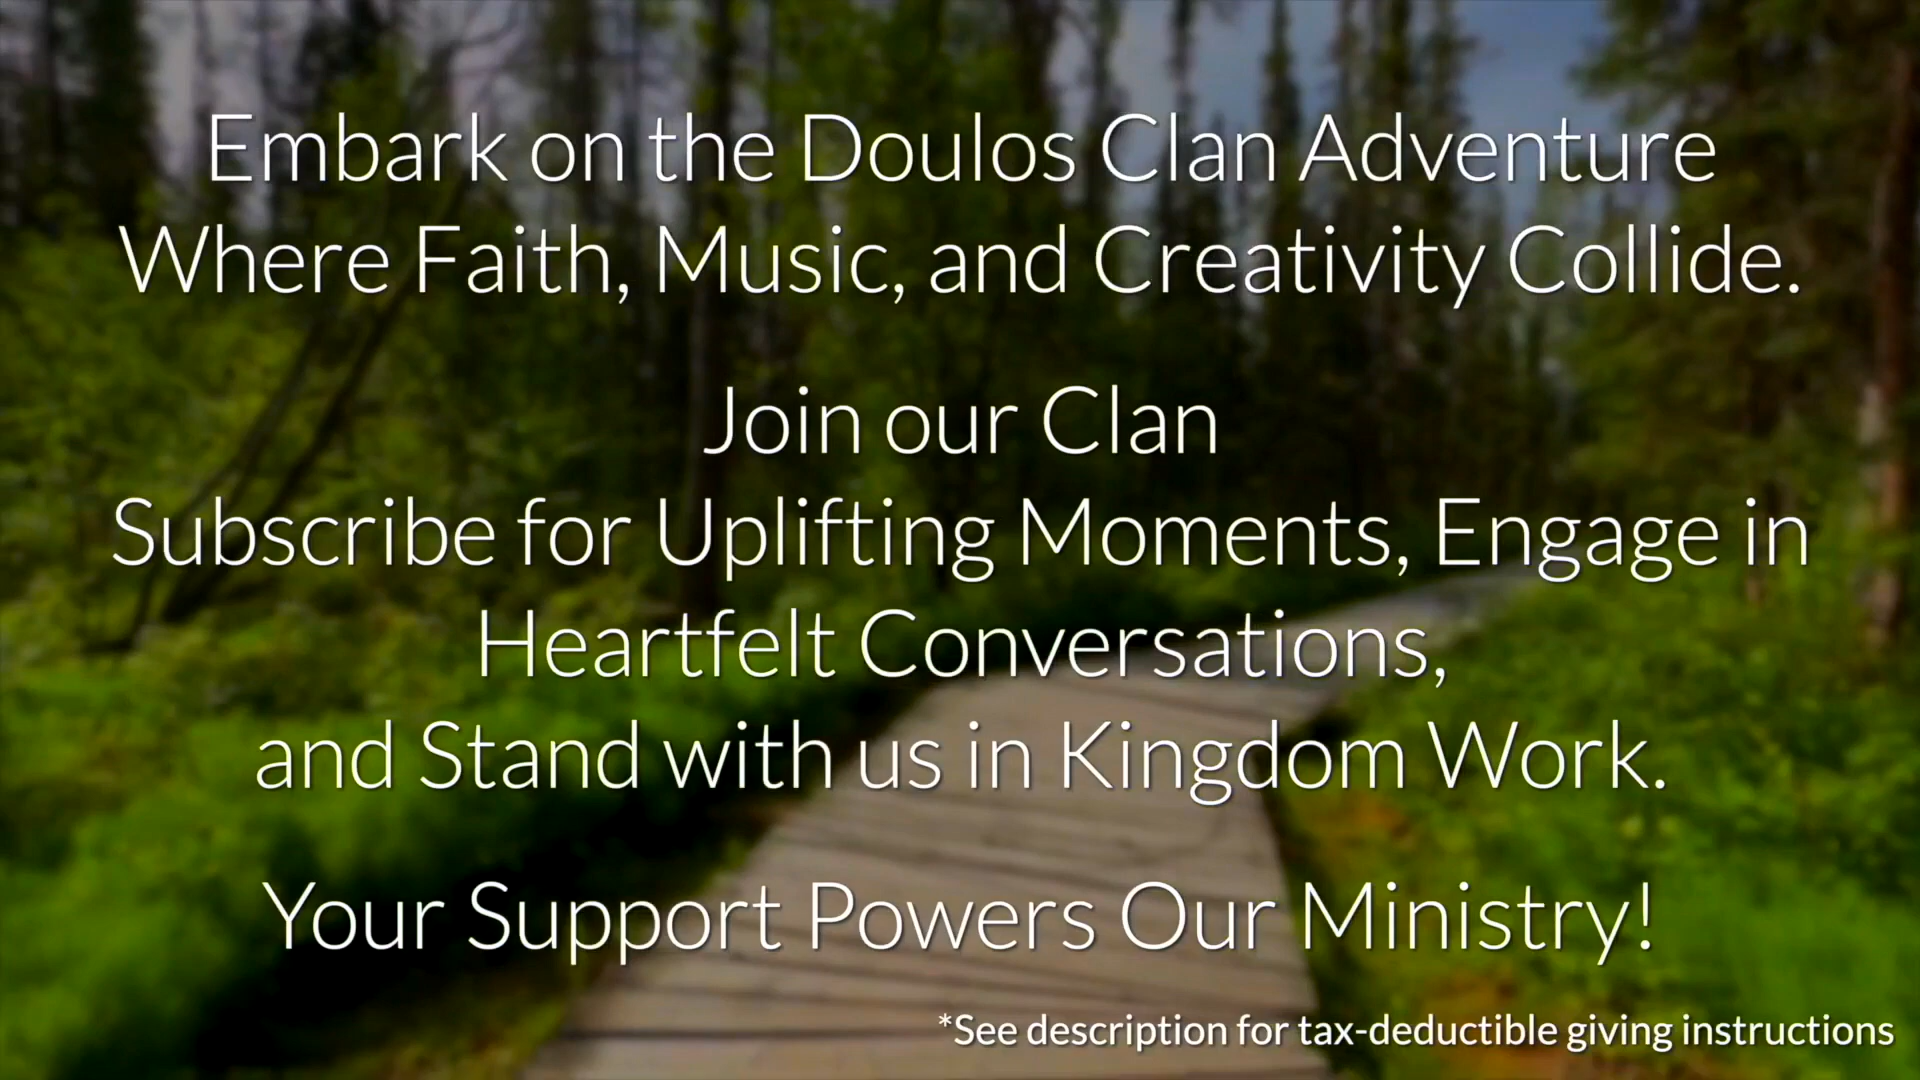 Embark on the Doulos Clan Adventure
Where Faith, Music, and Creativity Collide.
Join our Clan
Subscribe for Uplifting Moments, Engage in
Heartfelt Conversations,
and Stand with us in Kingdom Work.
Your Support Powers Our Ministry!
*See description for tax-deductible giving instructions